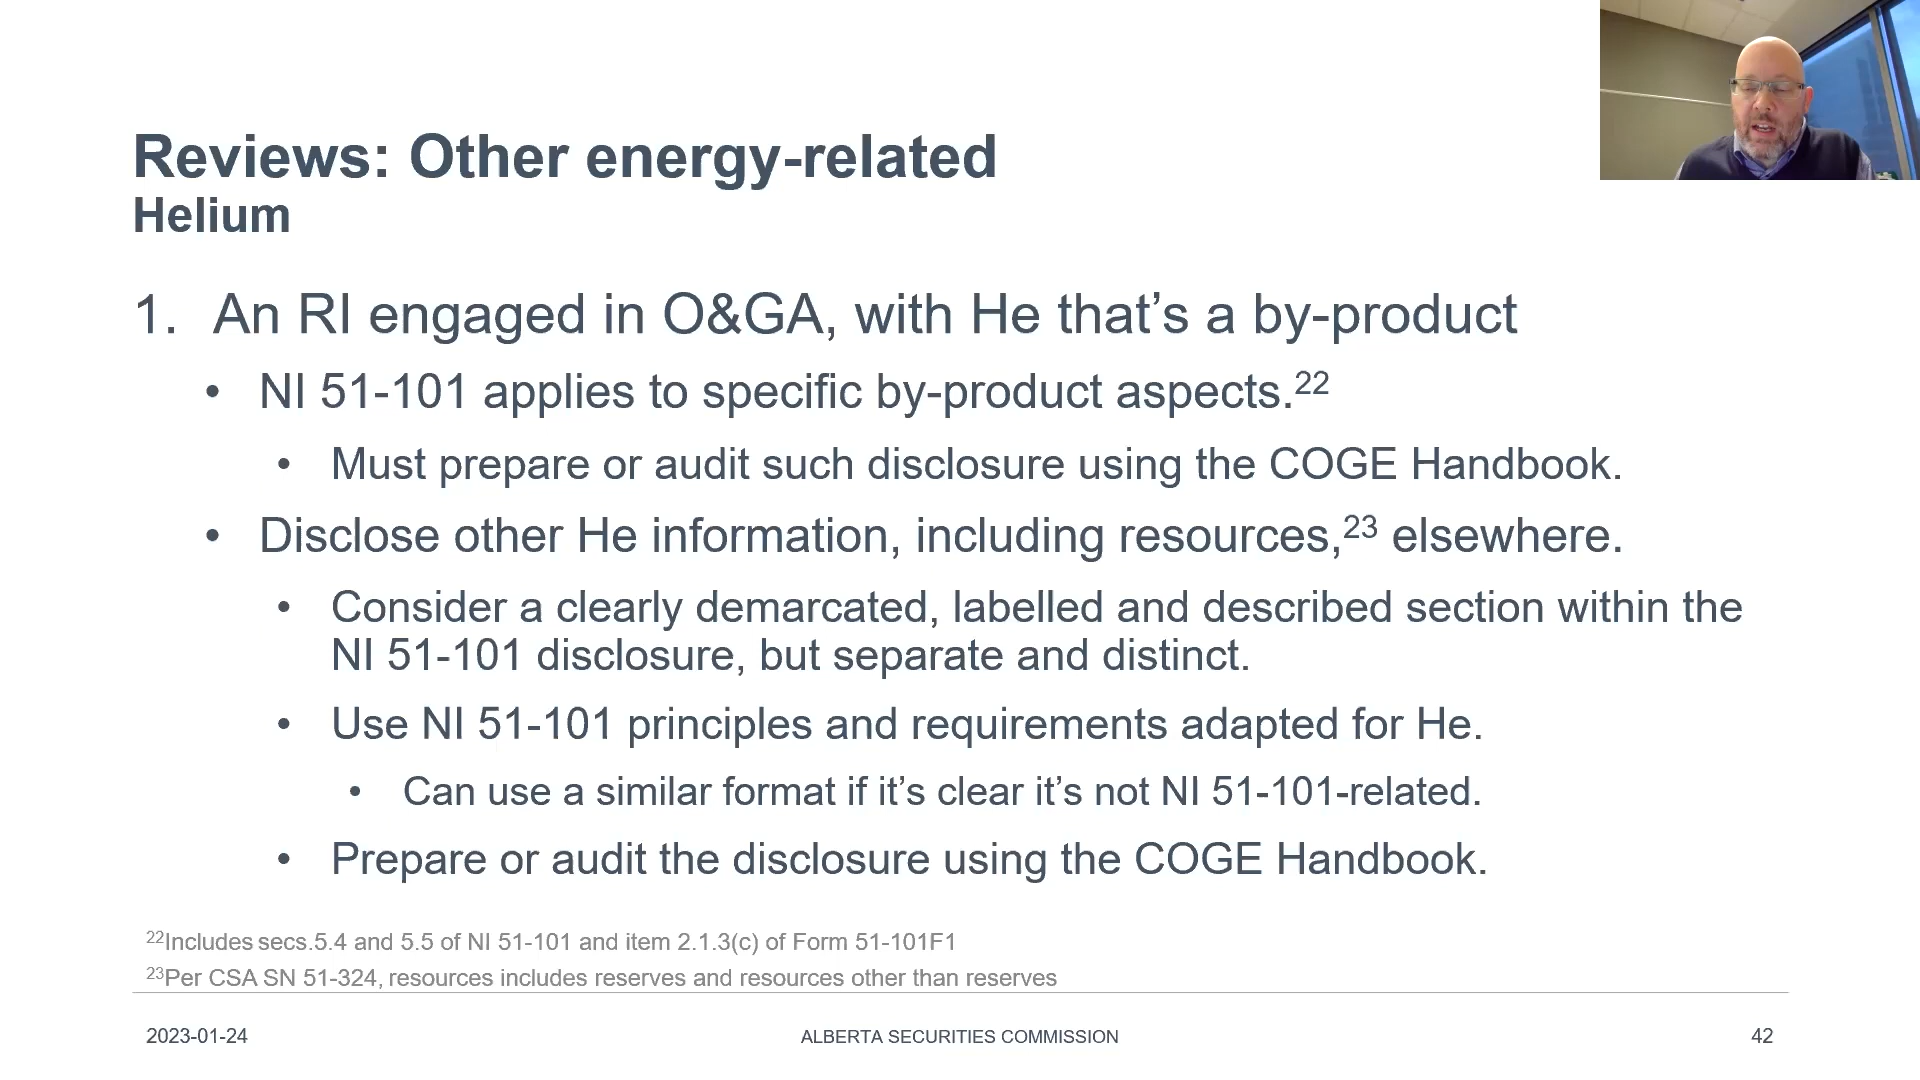 Reviews: Other energy-related
Helium
1. An RI engaged in O&GA, with He that’s a by-product
• NI 51-101 applies to specific by-product aspects.22
• Must prepare or audit such disclosure using the COGE Handbook.
• Disclose other He information, including resources,23 elsewhere.
• Consider a clearly demarcated, labelled and described section within the
NI 51-101 disclosure, but separate and distinct.
• Use NI 51-101 principles and requirements adapted for He.
• Can use a similar format if it’s clear it’s not NI 51-101-related.
• Prepare or audit the disclosure using the COGE Handbook.
22Includes secs.5.4 and 5.5 of NI 51-101 and item 2.1.3(c) of Form 51-101F1
23Per CSA SN 51-324, resources includes reserves and resources other than reserves
2023-01-24 ALBERTA SECURITIES COMMISSION 42